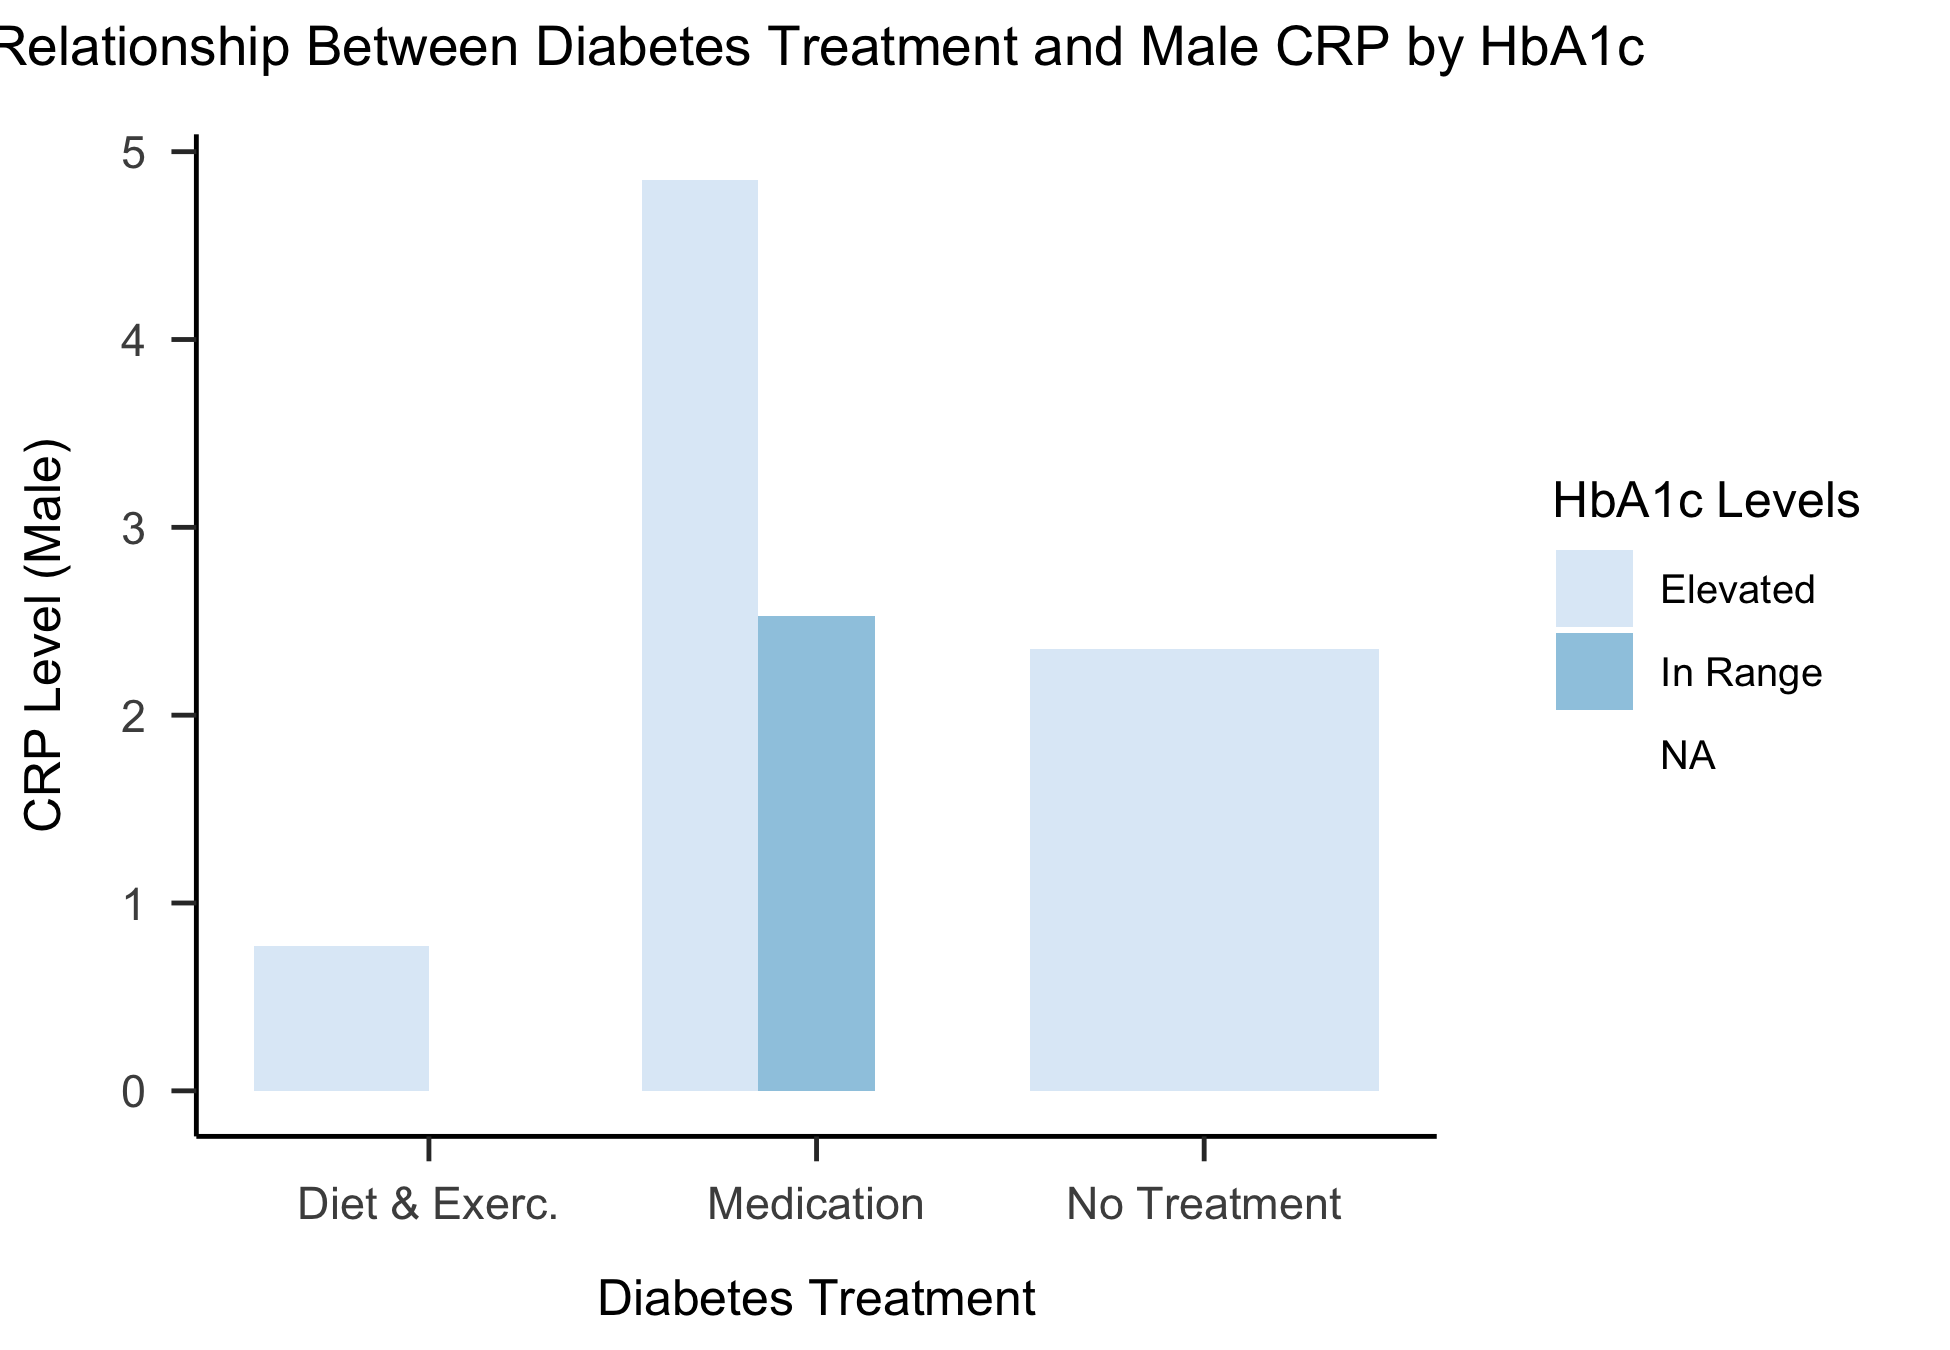 Relationship Between Diabetes Treatment and Male CRP by HbA1c
5
4
3
2
1
0
CRP Level (Male)
Diet & Exerc.
Medication
No Treatment
Diabetes Treatment
HbA1c Levels
Elevated
In Range
NA